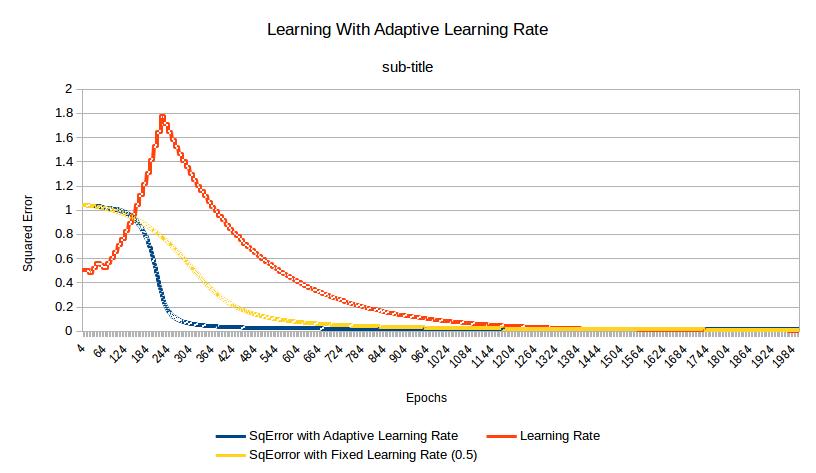 Learning With Adaptive Learning Rate
sub-title
2
1.8
1.6
1.4
1.2
1
0.8
0.6
0.4
0.2
0
Squared Error
4 64 124 184 244 304 364 424 484 544 604 664 724 784 844 904 964 1024 1084 1144 1204 1264 1324 1384 1444 1504 1564 1624 1684 1744 1804 1864 1924 1984
Epochs
SqError with Adaptive Learning Rate Learning Rate
SqEorror with Fixed Learning Rate (0.5)